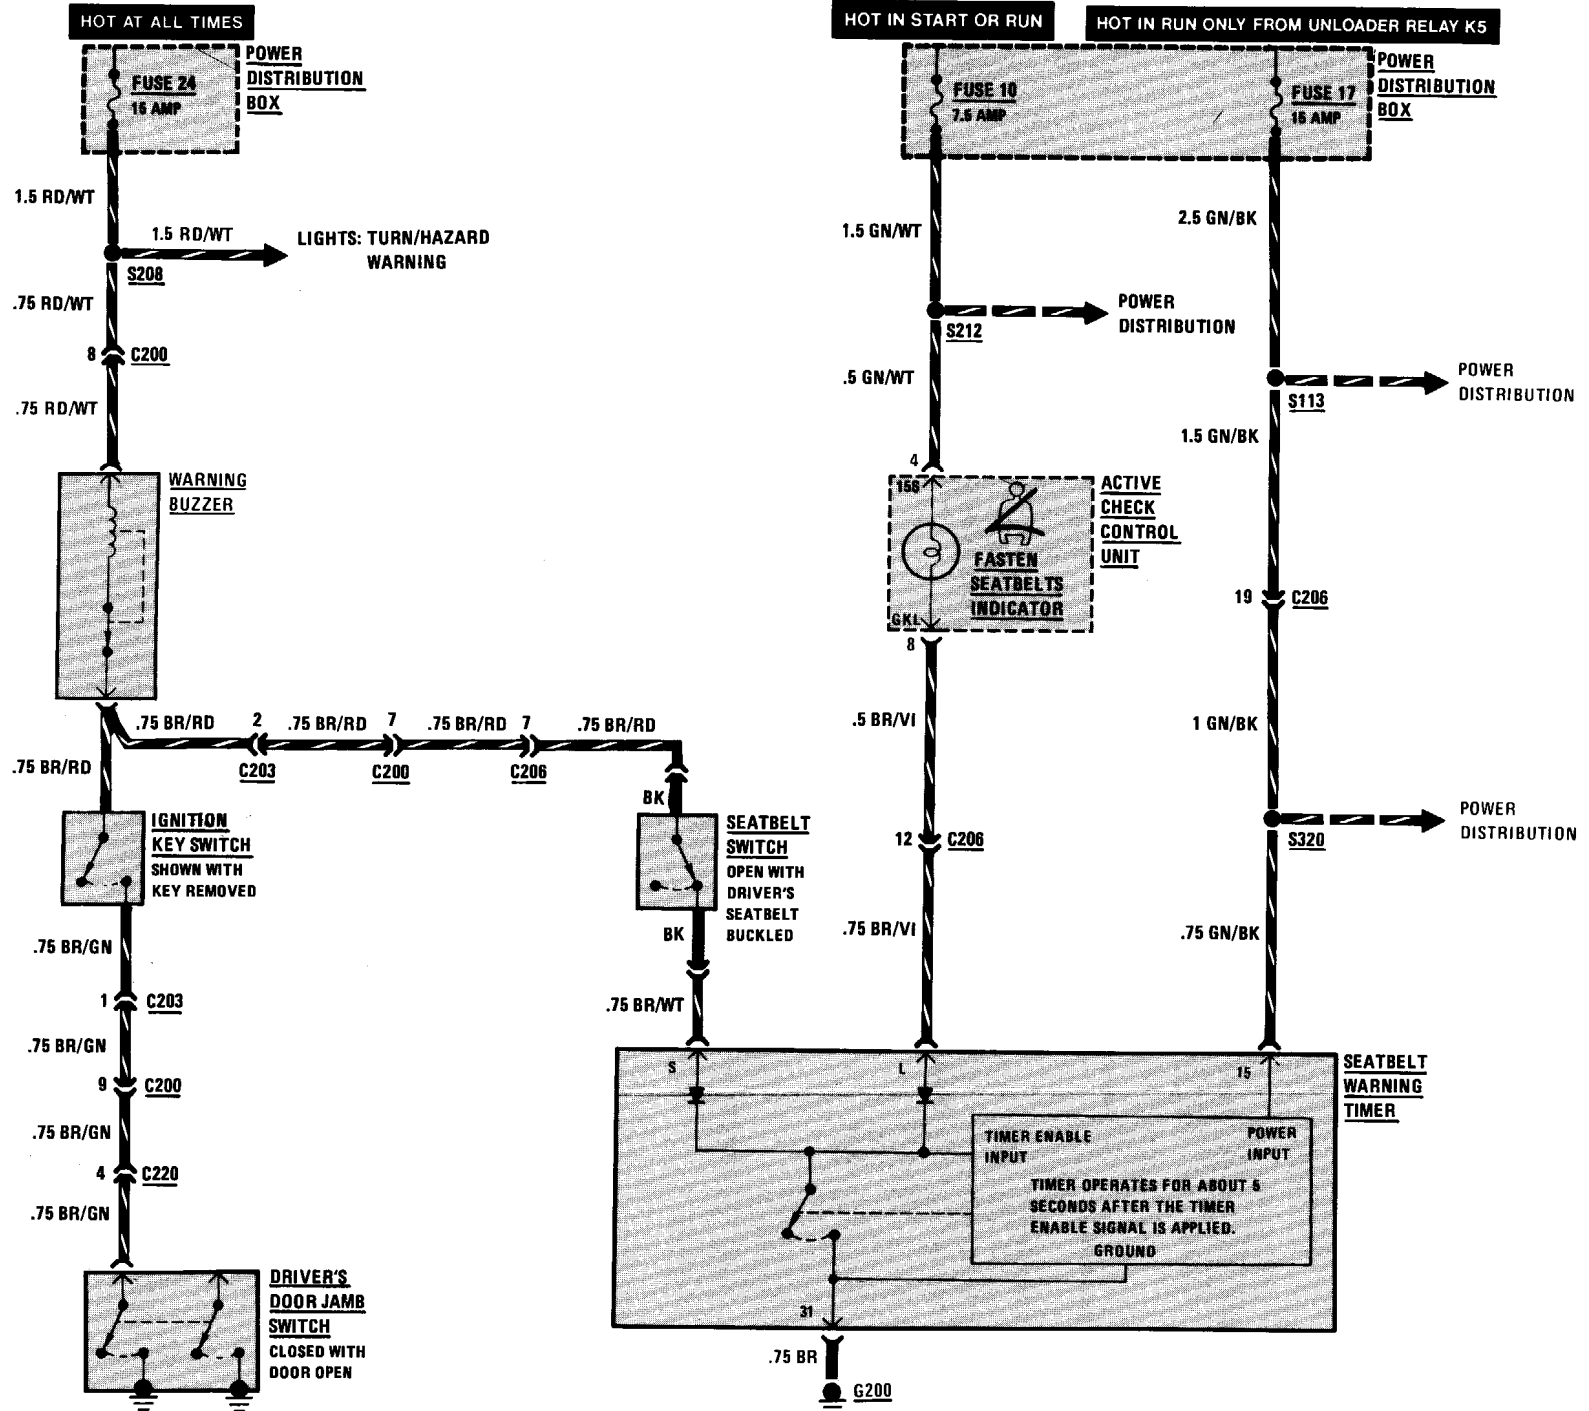 HOT AT ALL TIMES
HOT IN START OR RUN
HOT IN RUN ONLY FROM UNLOADER RELAY K5
FUSE 24
15 AMP
POWER
DISTRIBUTION
BOX
FUSE 10
7.5 AMP
FUSE 17
15 AMP
POWER
DISTRIBUTION
BOX
1.5 RD/WT
1.5 RD/WT
LIGHTS: TURN/HAZARD
WARNING
S208
.75 RD/WT
8
C200
.75 RD/WT
WARNING
BUZZER
1.5 GN/WT
POWER
DISTRIBUTION
S212
.5 GN/WT
4
156
FASTEN
SEATBELTS
INDICATOR
GKL
8
ACTIVE
CHECK
CONTROL
UNIT
2.5 GN/BK
POWER
DISTRIBUTION
S113
1.5 GN/BK
19
C206
1 GN/BK
POWER
DISTRIBUTION
S320
.75 GN/BK
.5 BR/VI
12
C206
.75 BR/VI
.75 BR/RD
2
.75 BR/RD
7
.75 BR/RD
7
.75 BR/RD
C203
C200
C206
.75 BR/RD
BK
IGNITION
KEY SWITCH
SHOWN WITH
KEY REMOVED
SEATBELT
SWITCH
OPEN WITH
DRIVER'S
SEATBELT
BUCKLED
BK
.75 BR/WT
.75 BR/GN
1
C203
.75 BR/GN
9
C200
.75 BR/GN
4
C220
.75 BR/GN
DRIVER'S
DOOR JAMB
SWITCH
CLOSED WITH
DOOR OPEN
S
L
15
SEATBELT
WARNING
TIMER
TIMER ENABLE
INPUT
POWER
INPUT
TIMER OPERATES FOR ABOUT 5
SECONDS AFTER THE TIMER
ENABLE SIGNAL IS APPLIED.
GROUND
31
.75 BR
G200